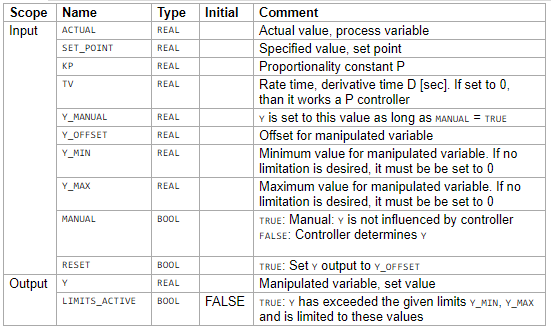 Scope Name Type Initial Comment
Input ACTUAL REAL Actual value, process variable
SET_POINT REAL Specified value, set point
KP REAL Proportionality constant P
TV REAL Rate time, derivative time D [sec]. If set to 0,
than it works a P controller
Y_MANUAL REAL Y is set to this value as long as MANUAL = TRUE
Y_OFFSET REAL Offset for manipulated variable
Y_MIN REAL Minimum value for manipulated variable. If no
limitation is desired, it must be be set to 0
Y_MAX REAL Maximum value for manipulated variable. If no
limitation is desired, it must be be set to 0
MANUAL BOOL TRUE: Manual: Y is not influenced by controller
FALSE: Controller determines Y
RESET BOOL TRUE: Set Y output to Y_OFFSET
Output Y REAL Manipulated variable, set value
LIMITS_ACTIVE BOOL FALSE TRUE: Y has exceeded the given limits Y_MIN, Y_MAX
and is limited to these values